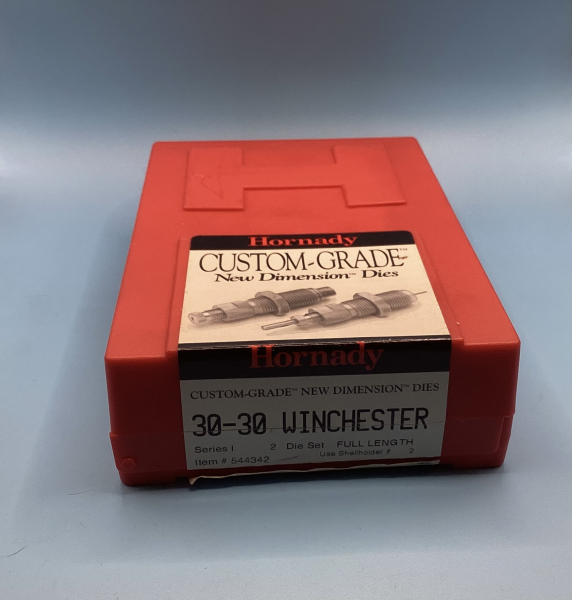 H
Hornady
CUSTOM-GRADE™
New Dimension™ Dies
Hornady
CUSTOM-GRADE™ NEW DIMENSION™ DIES
30-30 WINCHESTER
Series I 2 Die Set FULL LENGTH
Item # 544342 Use Shellholder # 2